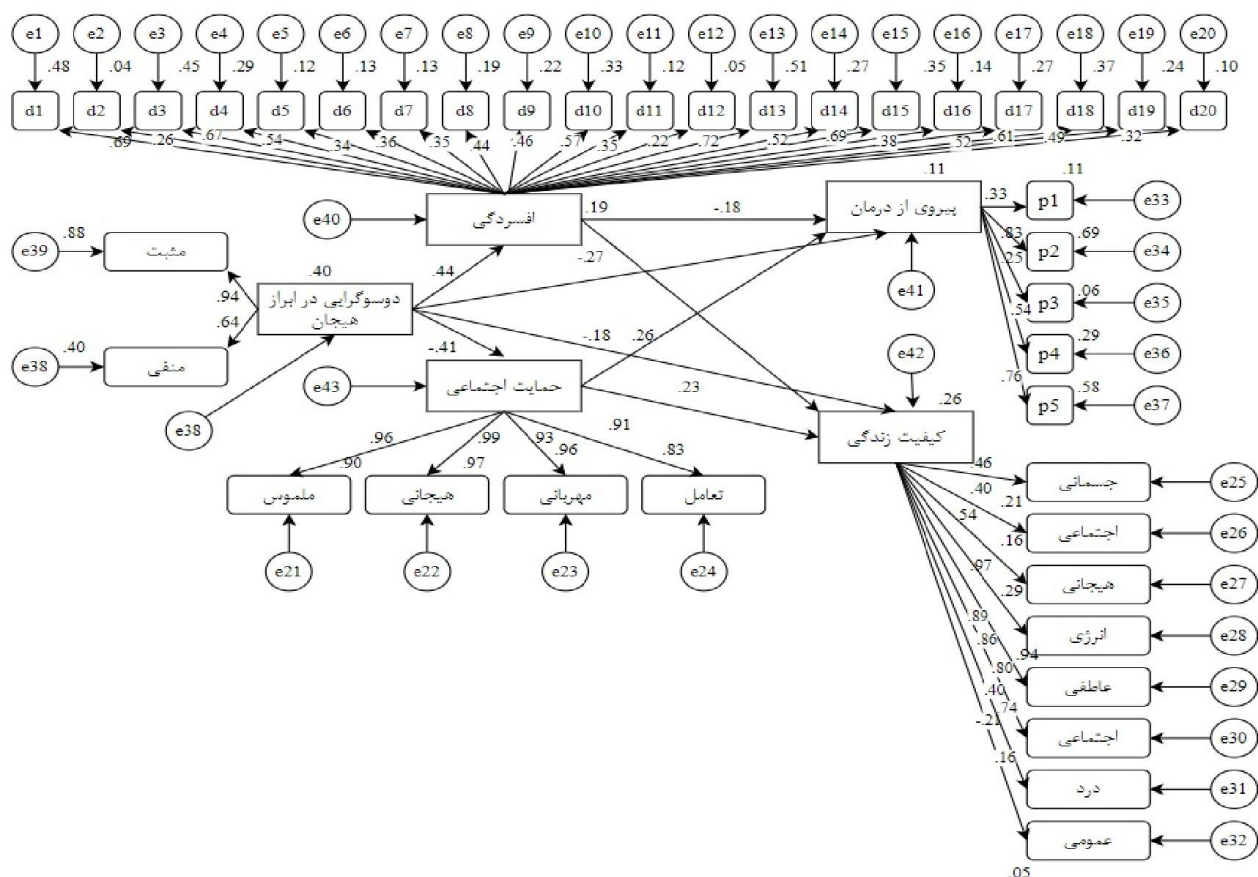 e1 e2 e3 e4 e5 e6 e7 e8 e9 e10 e11 e12 e13 e14 e15 e16 e17 e18 e19 e20
.48 .04 .45 .29 .12 .13 .13 .19 .22 .33 .12 .05 .51 .27 .35 .14 .27 .37 .24 .10
d1 d2 d3 d4 d5 d6 d7 d8 d9 d10 d11 d12 d13 d14 d15 d16 d17 d18 d19 d20
.69 .26 .67 .54 .34 .36 .35 .44 .46 .57 .35 .22 .72 .52 .69 .38 .52 .61 .49 .32
.11 .11
e40 افسردگی .19 -.18 پیروی از درمان .33 p1 e33
e39 .88 مثبت
.83 p2 .69 e34
.25
.40 .44 -.27
e41
دوسوگرایی در ابراز
هیجان
.94
.64
p3 .06 e35
.54
e38 .40 منفی
-.41 -.18 .26
e42
p4 .29 e36
e43 حمایت اجتماعی .23
.76
e38
.26
p5 .58 e37
کیفیت زندگی
.96 .99 .93 .91
.90 .97 .96 .83
ملموس هیجانی مهربانی تعامل
e21 e22 e23 e24
.46 جسمانی e25
.40 .21
.54 اجتماعی e26
.16
.97 هیجانی e27
.29
.89 انرژی e28
.86 .94
.80 عاطفی e29
.40
.74
-.21 اجتماعی e30
.16
درد e31
عمومی e32
.05